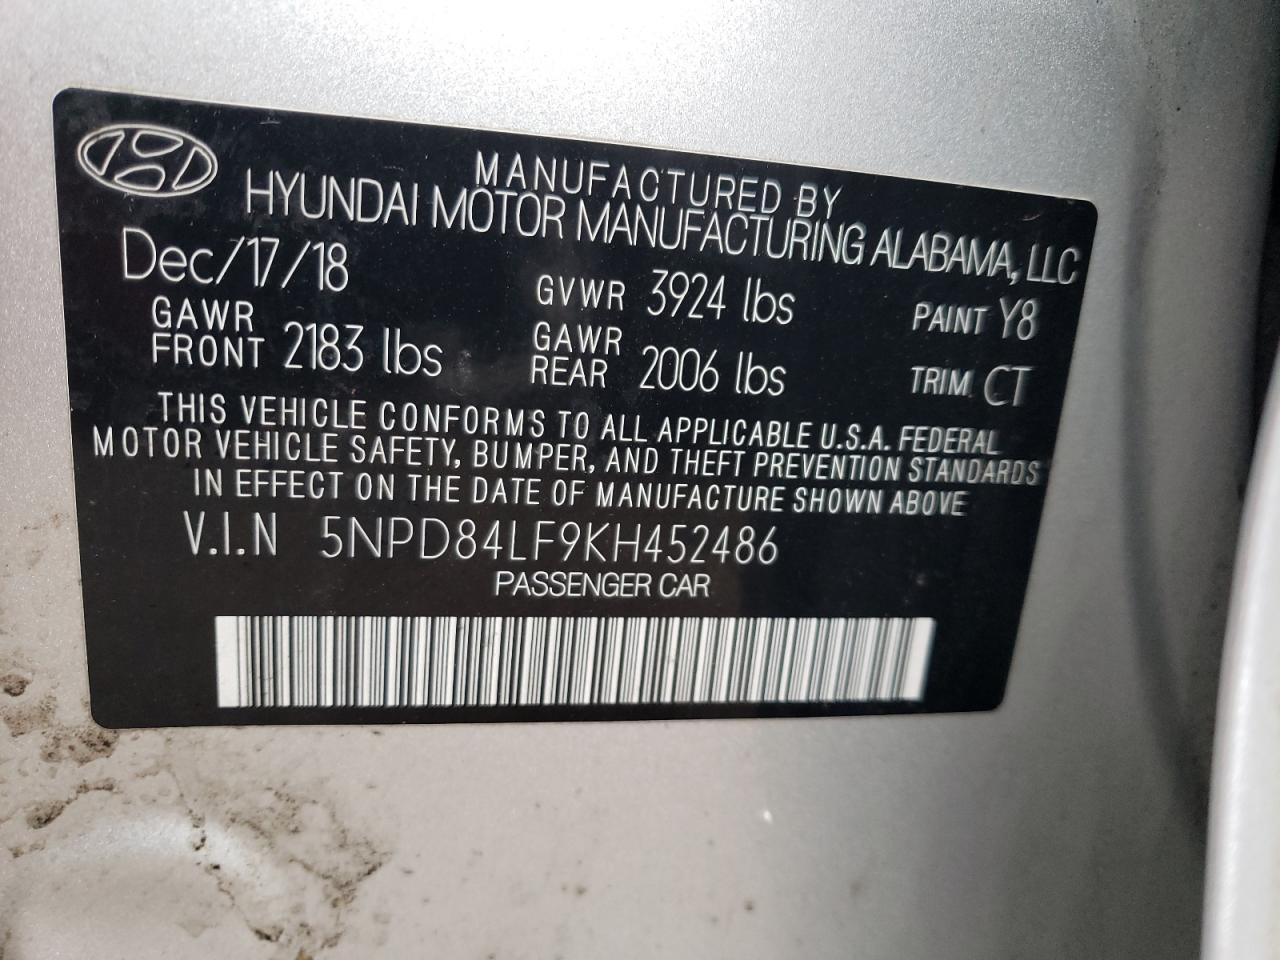 MANUFACTURED BY
HYUNDAI MOTOR MANUFACTURING ALABAMA, LLC
Dec/17/18 GVWR 3924 lbs PAINT Y8
GAWR FRONT 2183 lbs GAWR REAR 2006 lbs TRIM CT
THIS VEHICLE CONFORMS TO ALL APPLICABLE U.S.A. FEDERAL
MOTOR VEHICLE SAFETY, BUMPER, AND THEFT PREVENTION STANDARDS
IN EFFECT ON THE DATE OF MANUFACTURE SHOWN ABOVE
V.I.N 5NPD84LF9KH452486
PASSENGER CAR